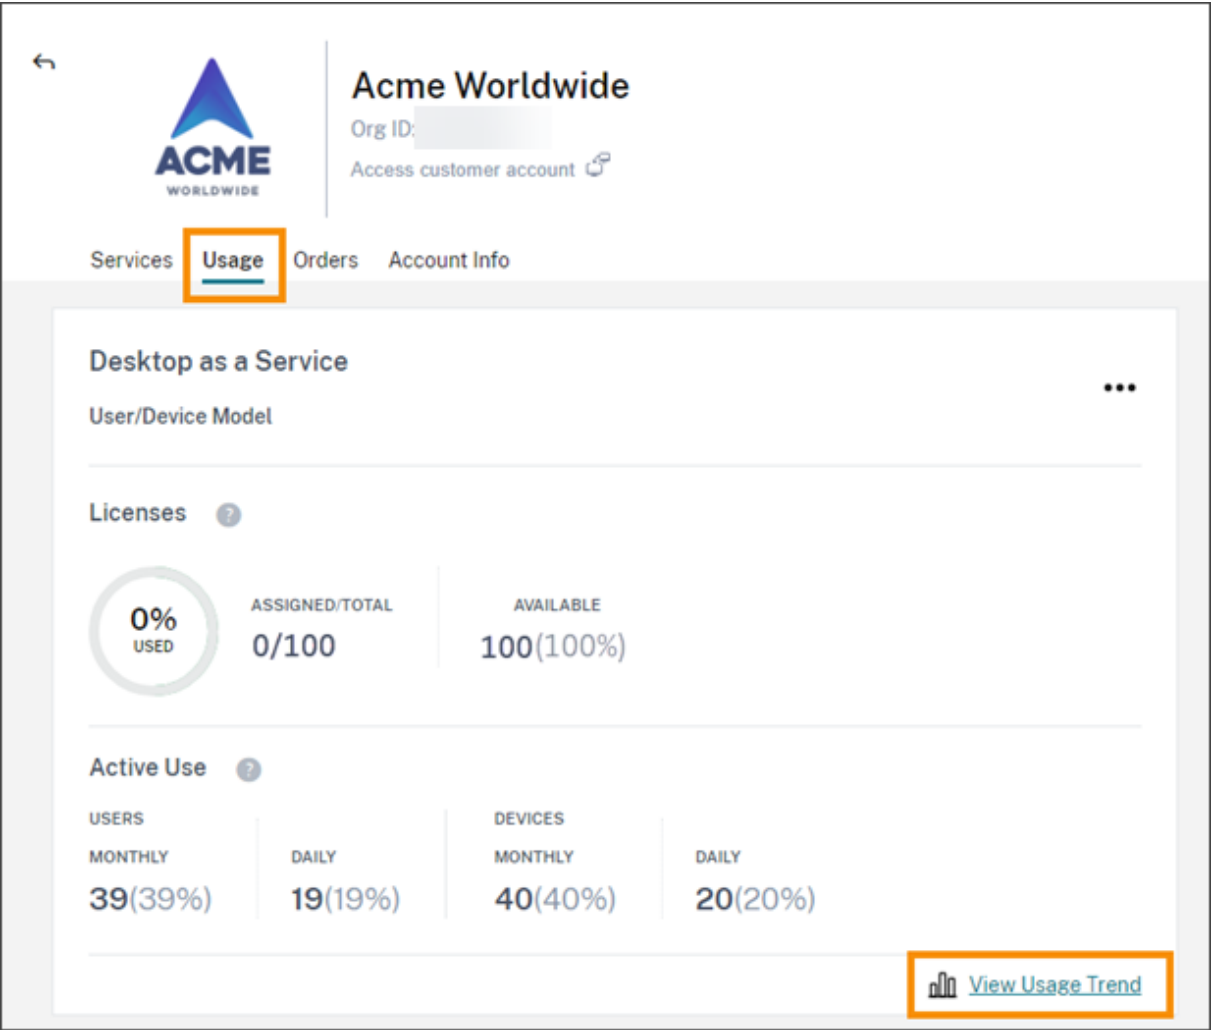 Acme Worldwide
Org ID:
ACME
WORLDWIDE
Access customer account
Services Usage Orders Account Info
Desktop as a Service
•••
User/Device Model
Licenses ?
0%
USED
ASSIGNED/TOTAL AVAILABLE
0/100 100(100%)
Active Use ?
USERS DEVICES
MONTHLY DAILY MONTHLY DAILY
39(39%) 19(19%) 40(40%) 20(20%)
View Usage Trend